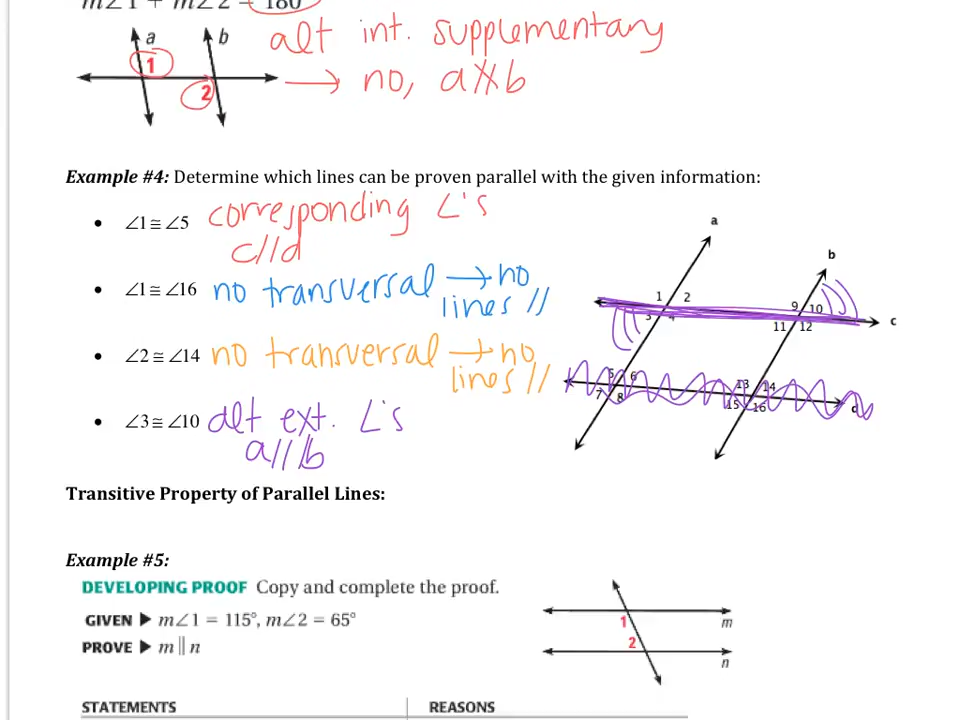 m∠1 + m∠2 = 180
a b
1
2
alt int. supplementary
→ no, a∦b
Example #4: Determine which lines can be proven parallel with the given information:
• ∠1 ≅ ∠5 corresponding ∠'s
c//d
• ∠1 ≅ ∠16 no transversal → no
lines //
• ∠2 ≅ ∠14 no transversal → no
lines //
• ∠3 ≅ ∠10 alt ext. ∠'s
a//b
a
b
1 2
9 10
c
3 4
11 12
5 6
13 14
7 8
15 16
d
Transitive Property of Parallel Lines:
Example #5:
DEVELOPING PROOF Copy and complete the proof.
GIVEN ▶ m∠1 = 115°, m∠2 = 65°
PROVE ▶ m ∥ n
1
m
2
n
STATEMENTS REASONS